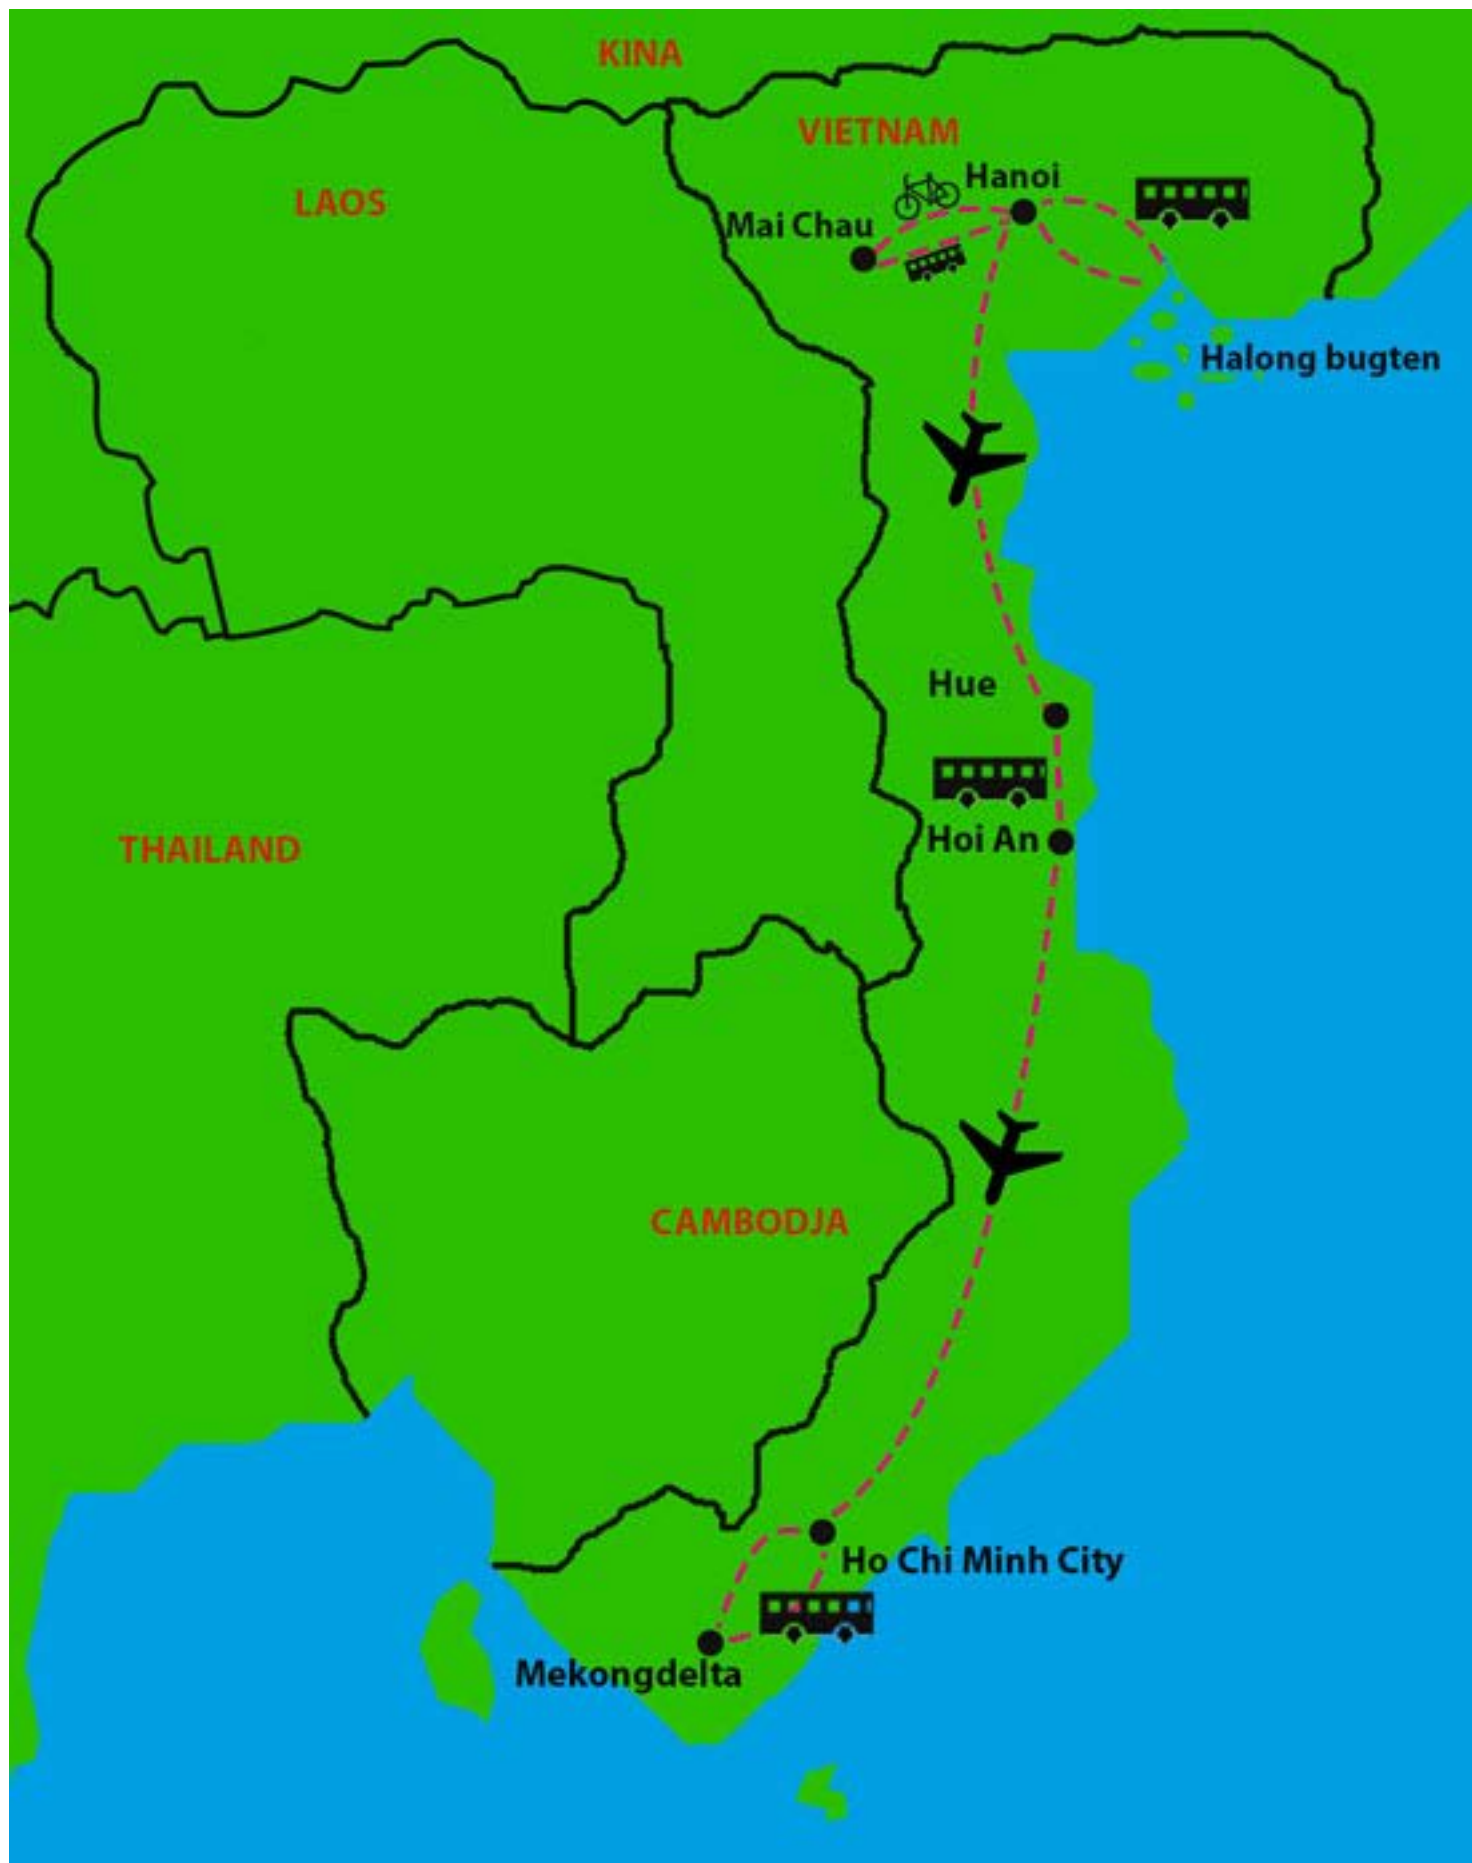 KINA
VIETNAM
Hanoi
LAOS
Mai Chau
Halong bugten
Hue
Hoi An
THAILAND
CAMBODJA
Ho Chi Minh City
Mekongdelta